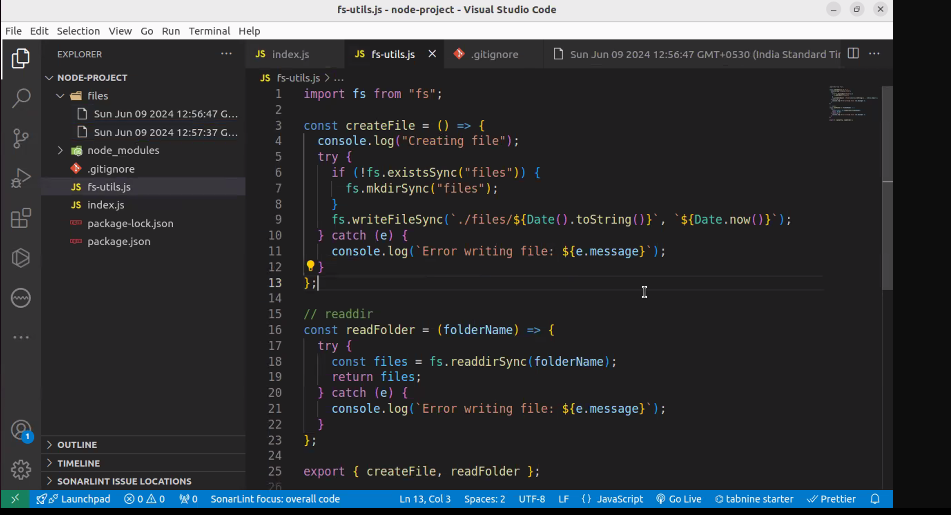 fs-utils.js - node-project - Visual Studio Code
File Edit Selection View Go Run Terminal Help
EXPLORER
NODE-PROJECT
files
Sun Jun 09 2024 12:56:47 G...
Sun Jun 09 2024 12:57:37 G...
node_modules
.gitignore
JS fs-utils.js
JS index.js
package-lock.json
package.json
OUTLINE
TIMELINE
SONARLINT ISSUE LOCATIONS
1
JS index.js JS fs-utils.js .gitignore Sun Jun 09 2024 12:56:47 GMT+0530 (India Standard Tim
JS fs-utils.js > ...
1 import fs from "fs";
2
3 const createFile = () => {
4 console.log("Creating file");
5 try {
6 if (!fs.existsSync("files")) {
7 fs.mkdirSync("files");
8 }
9 fs.writeFileSync(`./files/${Date().toString()}`, `${Date.now()}`);
10 } catch (e) {
11 console.log(`Error writing file: ${e.message}`);
12 }
13 };
14
15 // readdir
16 const readFolder = (folderName) => {
17 try {
18 const files = fs.readdirSync(folderName);
19 return files;
20 } catch (e) {
21 console.log(`Error writing file: ${e.message}`);
22 }
23 };
24
25 export { createFile, readFolder };
26
Launchpad 0 0 0 SonarLint focus: overall code Ln 13, Col 3 Spaces: 2 UTF-8 LF {} JavaScript Go Live tabnine starter Prettier